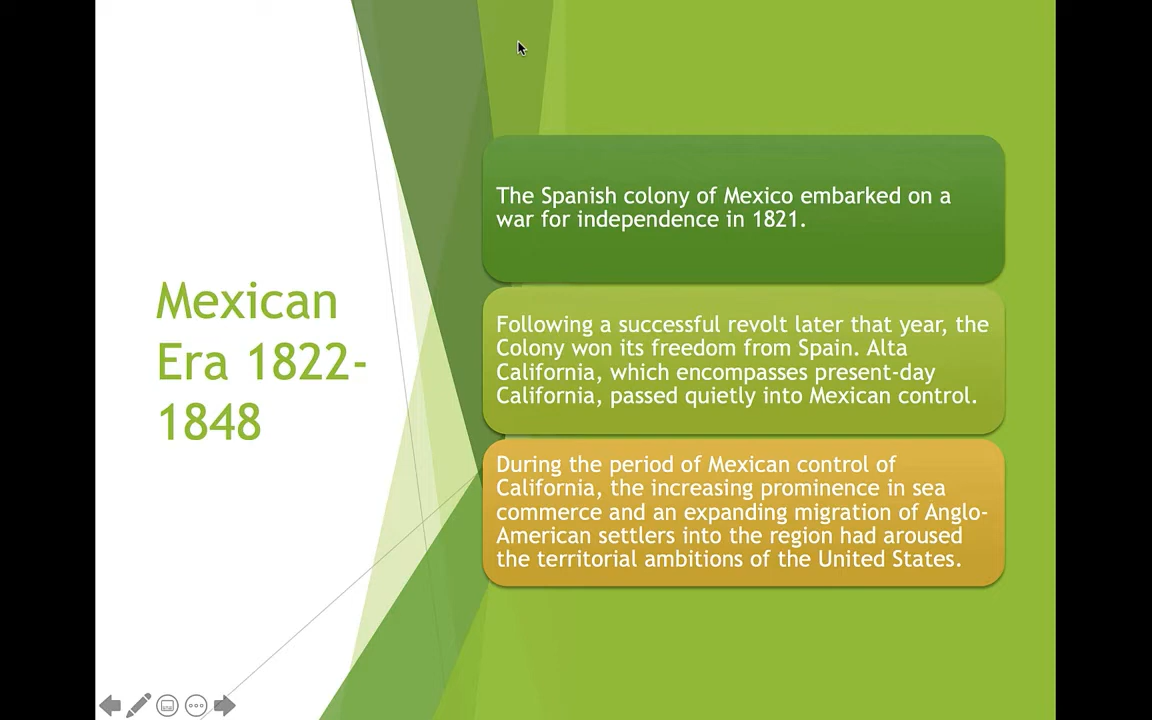 Mexican
Era 1822-
1848
The Spanish colony of Mexico embarked on a
war for independence in 1821.
Following a successful revolt later that year, the
Colony won its freedom from Spain. Alta
California, which encompasses present-day
California, passed quietly into Mexican control.
During the period of Mexican control of
California, the increasing prominence in sea
commerce and an expanding migration of Anglo-
American settlers into the region had aroused
the territorial ambitions of the United States.